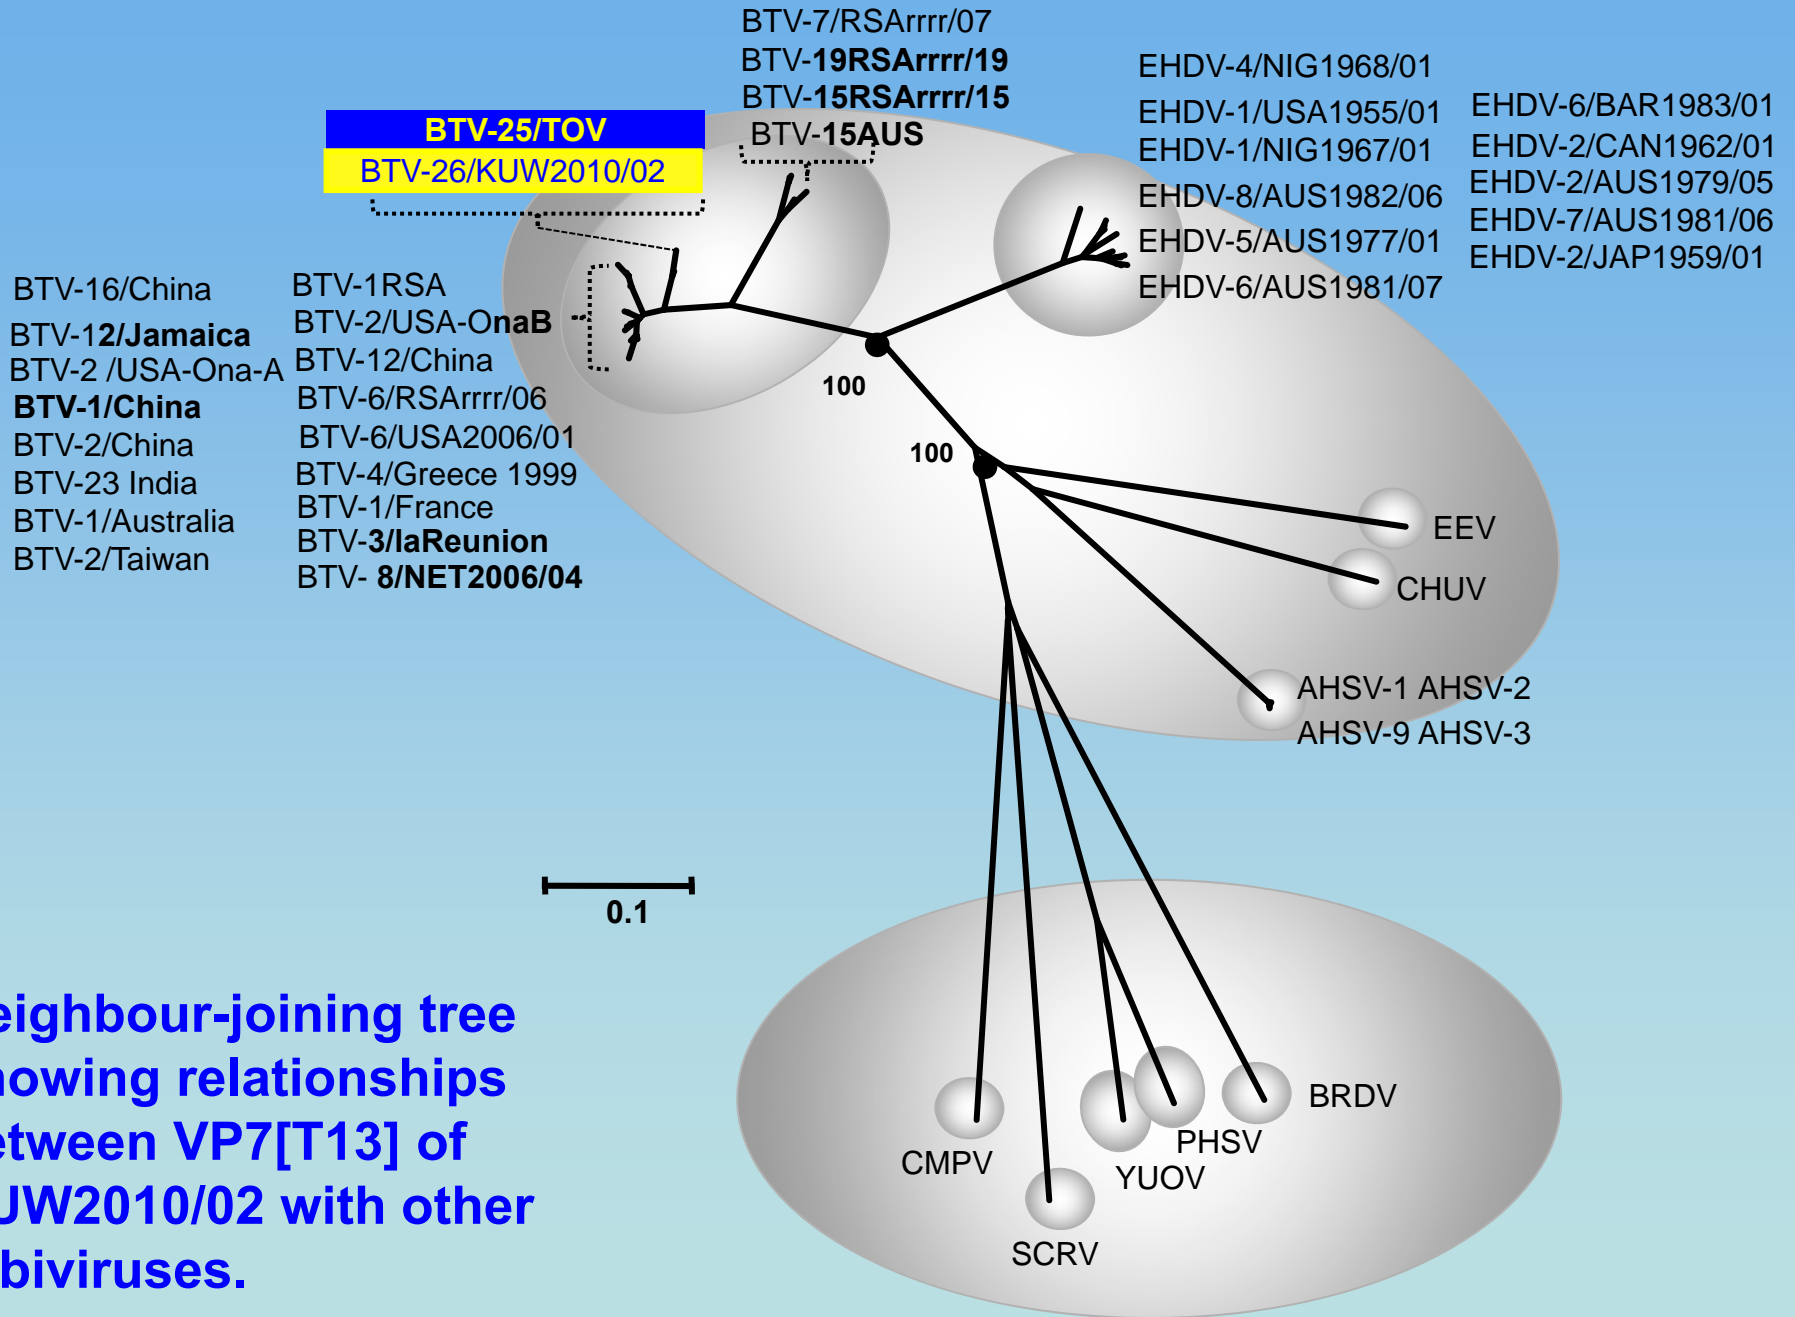 BTV-7/RSArrrr/07
BTV-19RSArrrr/19
BTV-15RSArrrr/15
BTV-15AUS
BTV-25/TOV
BTV-26/KUW2010/02
EHDV-4/NIG1968/01
EHDV-1/USA1955/01
EHDV-1/NIG1967/01
EHDV-8/AUS1982/06
EHDV-5/AUS1977/01
EHDV-6/AUS1981/07
EHDV-6/BAR1983/01
EHDV-2/CAN1962/01
EHDV-2/AUS1979/05
EHDV-7/AUS1981/06
EHDV-2/JAP1959/01
BTV-16/China
BTV-12/Jamaica
BTV-2 /USA-Ona-A
BTV-1/China
BTV-2/China
BTV-23 India
BTV-1/Australia
BTV-2/Taiwan
BTV-1RSA
BTV-2/USA-OnaB
BTV-12/China
BTV-6/RSArrrr/06
BTV-6/USA2006/01
BTV-4/Greece 1999
BTV-1/France
BTV-3/laReunion
BTV- 8/NET2006/04
100
100
EEV
CHUV
AHSV-1 AHSV-2
AHSV-9 AHSV-3
0.1
BRDV
PHSV
YUOV
CMPV
SCRV
eighbour-joining tree
howing relationships
etween VP7[T13] of
UW2010/02 with other
biviruses.